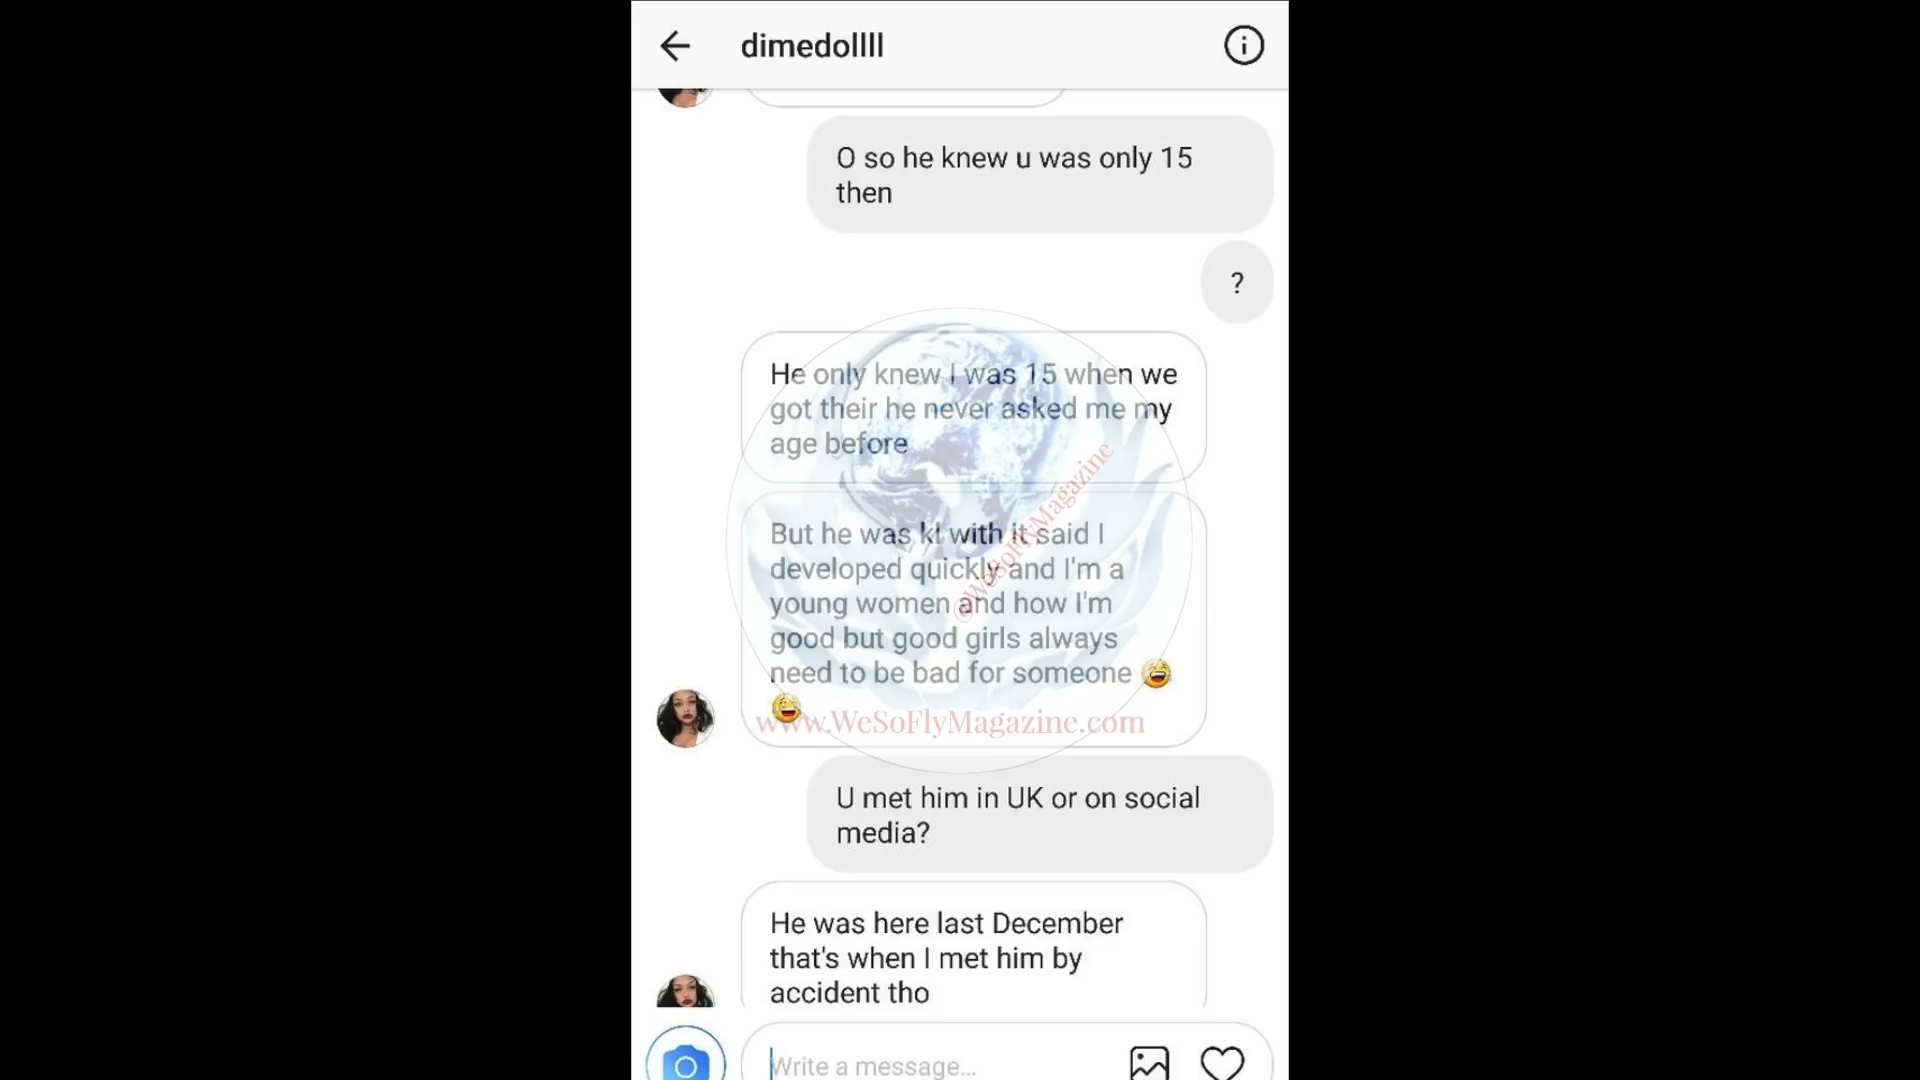 dimedollll
O so he knew u was only 15
then
?
He only knew I was 15 when we
got their he never asked me my
age before
But he was kl with it said I
developed quickly and I'm a
young women and how I'm
good but good girls always
need to be bad for someone 😂
😂
@WeSoFlyMagazine
www.WeSoFlyMagazine.com
U met him in UK or on social
media?
He was here last December
that's when I met him by
accident tho
Write a message...